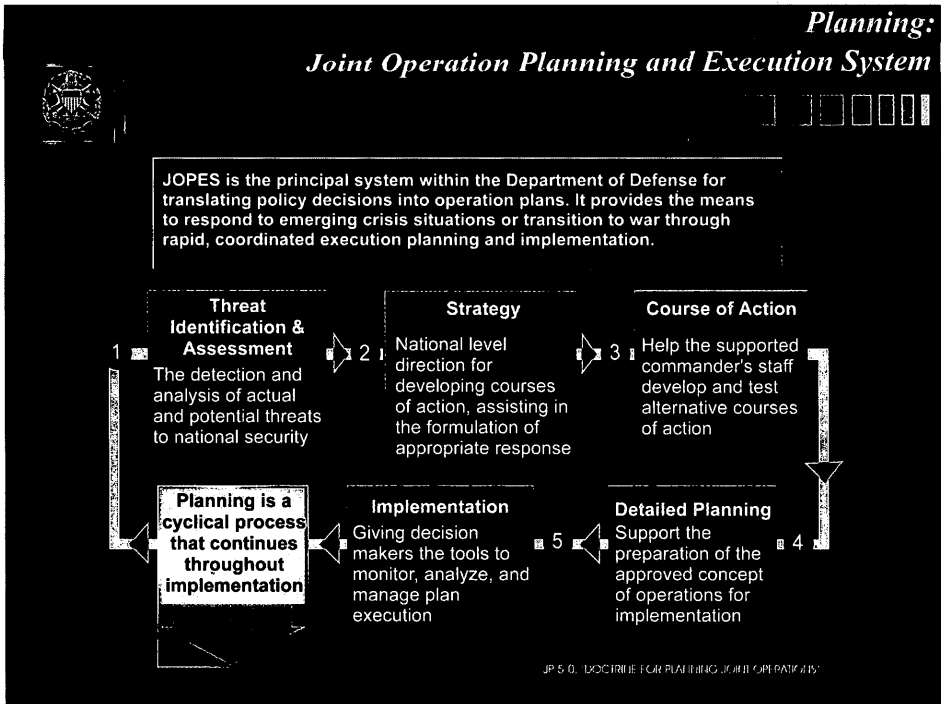 Planning:
Joint Operation Planning and Execution System
JOPES is the principal system within the Department of Defense for
translating policy decisions into operation plans. It provides the means
to respond to emerging crisis situations or transition to war through
rapid, coordinated execution planning and implementation.
1
Threat
Identification &
Assessment
The detection and
analysis of actual
and potential threats
to national security
2
Strategy
National level
direction for
developing courses
of action, assisting in
the formulation of
appropriate response
3
Course of Action
Help the supported
commander's staff
develop and test
alternative courses
of action
4
Detailed Planning
Support the
preparation of the
approved concept
of operations for
implementation
5
Implementation
Giving decision
makers the tools to
monitor, analyze, and
manage plan
execution
Planning is a
cyclical process
that continues
throughout
implementation
JP 5-0, "DOCTRINE FOR PLANNING JOINT OPERATIONS"